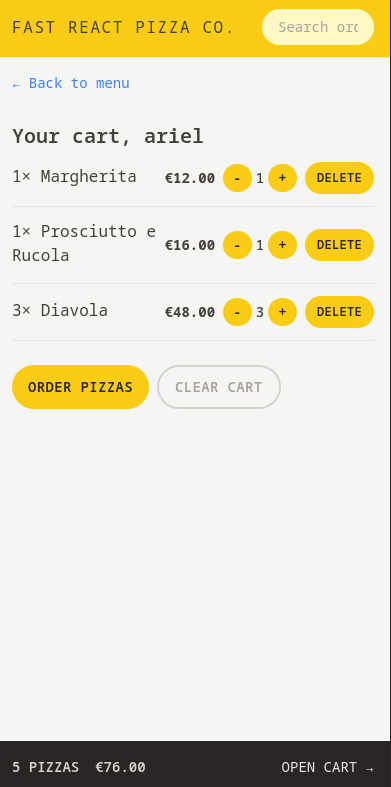 FAST REACT PIZZA CO. Search orc
← Back to menu
Your cart, ariel
1× Margherita €12.00 - 1 + DELETE
1× Prosciutto e
Rucola €16.00 - 1 + DELETE
3× Diavola €48.00 - 3 + DELETE
ORDER PIZZAS CLEAR CART
5 PIZZAS €76.00 OPEN CART →